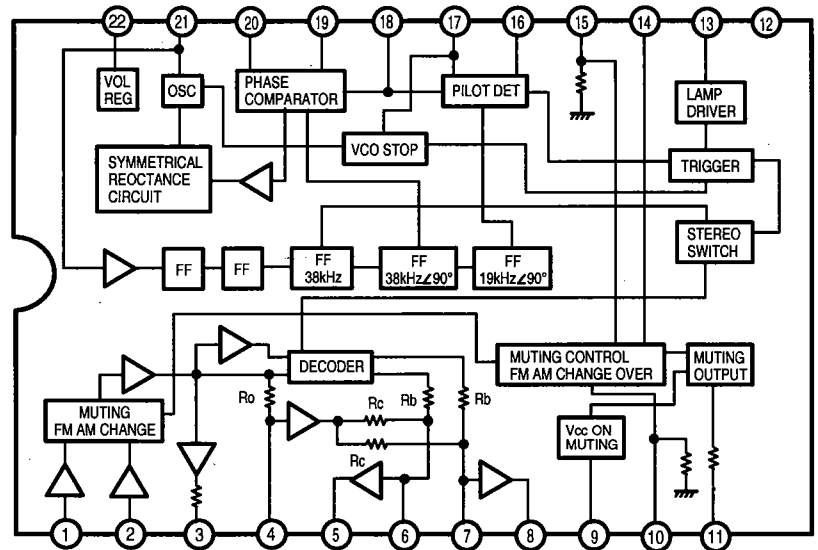 22
21
20
19
18
17
16
15
14
13
12
VOL
REG
OSC
PHASE
COMPARATOR
PILOT DET
LAMP
DRIVER
SYMMETRICAL
REOCTANCE
CIRCUIT
VCO STOP
TRIGGER
STEREO
SWITCH
FF
FF
FF
38kHz
FF
38kHz∠90°
FF
19kHz∠90°
DECODER
MUTING CONTROL
FM AM CHANGE OVER
MUTING
OUTPUT
MUTING
FM AM CHANGE
Ro
Rc
Rb
Rb
Rc
Vcc ON
MUTING
1
2
3
4
5
6
7
8
9
10
11